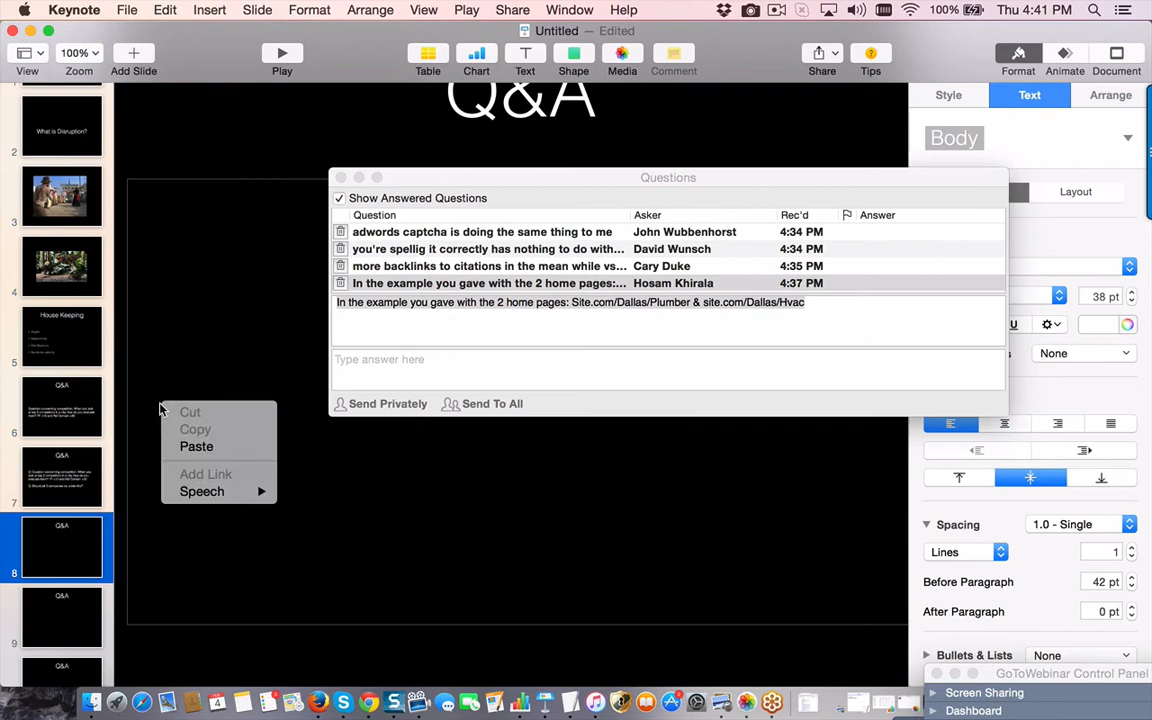 Keynote File Edit Insert Slide Format Arrange View Play Share Window Help 100% Thu 4:41 PM
Untitled — Edited
100%
View Zoom Add Slide Play Table Chart Text Shape Media Comment Share Tips Format Animate Document
Style Text Arrange
Q&A
Body
What is Disruption?
2
Questions
Show Answered Questions
Layout
Question Asker Rec'd Answer
3
adwords captcha is doing the same thing to me John Wubbenhorst 4:34 PM
you're spellig it correctly has nothing to do with... David Wunsch 4:34 PM
more backlinks to citations in the mean while vs... Cary Duke 4:35 PM
In the example you gave with the 2 home pages:... Hosam Khirala 4:37 PM
4
In the example you gave with the 2 home pages: Site.com/Dallas/Plumber & site.com/Dallas/Hvac
38 pt
House Keeping
U
s None
5
Type answer here
Q&A
Send Privately Send To All
6
Cut
Copy
Paste
Add Link
Speech
Q&A
7
Spacing 1.0 - Single
Q&A
Lines 1
8
Before Paragraph 42 pt
After Paragraph 0 pt
Q&A
9
Bullets & Lists None
Q&A
GoToWebinar Control Panel
Screen Sharing
Dashboard